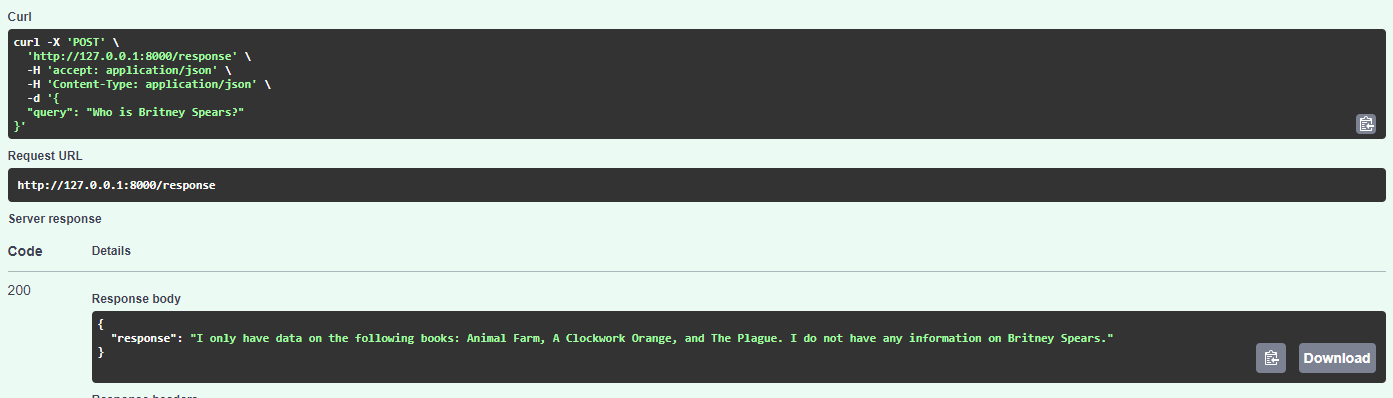 Curl
curl -X 'POST' \
  'http://127.0.0.1:8000/response' \
  -H 'accept: application/json' \
  -H 'Content-Type: application/json' \
  -d '{
  "query": "Who is Britney Spears?"
}'
Request URL
http://127.0.0.1:8000/response
Server response
Code Details
200
Response body
{
  "response": "I only have data on the following books: Animal Farm, A Clockwork Orange, and The Plague. I do not have any information on Britney Spears."
}
Download
Response headers